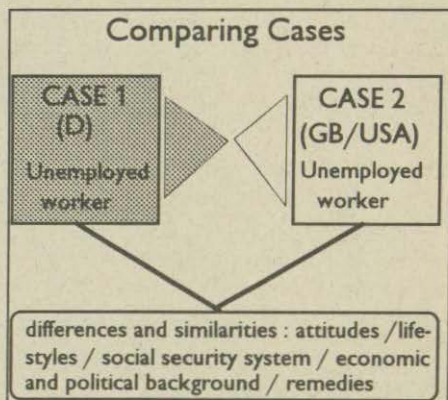 Comparing Cases
CASE 1
(D)
Unemployed
worker
CASE 2
(GB/USA)
Unemployed
worker
differences and similarities : attitudes /life-
styles / social security system / economic
and political background / remedies